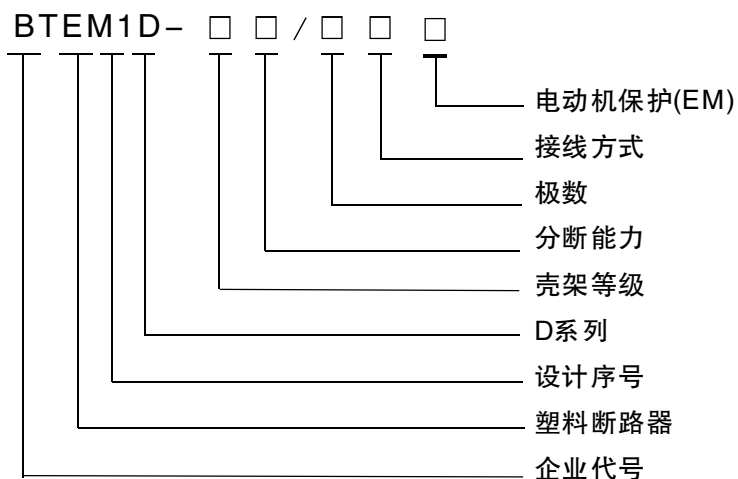 BTEM1D- □ □ / □ □ □
电动机保护(EM)
接线方式
极数
分断能力
壳架等级
D系列
设计序号
塑料断路器
企业代号